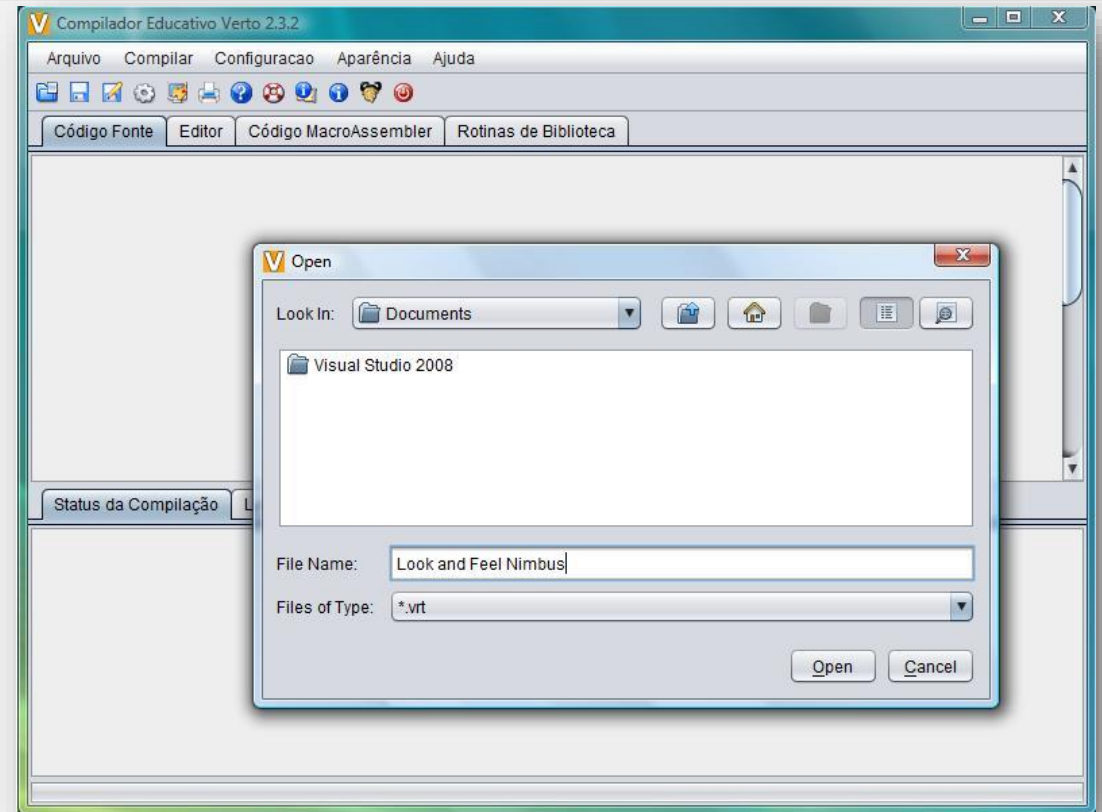 Compilador Educativo Verto 2.3.2
Arquivo Compilar Configuracao Aparência Ajuda
Código Fonte Editor Código MacroAssembler Rotinas de Biblioteca
Open
Look In: Documents
Visual Studio 2008
Status da Compilação L
File Name: Look and Feel Nimbus
Files of Type: *.vrt
Open Cancel